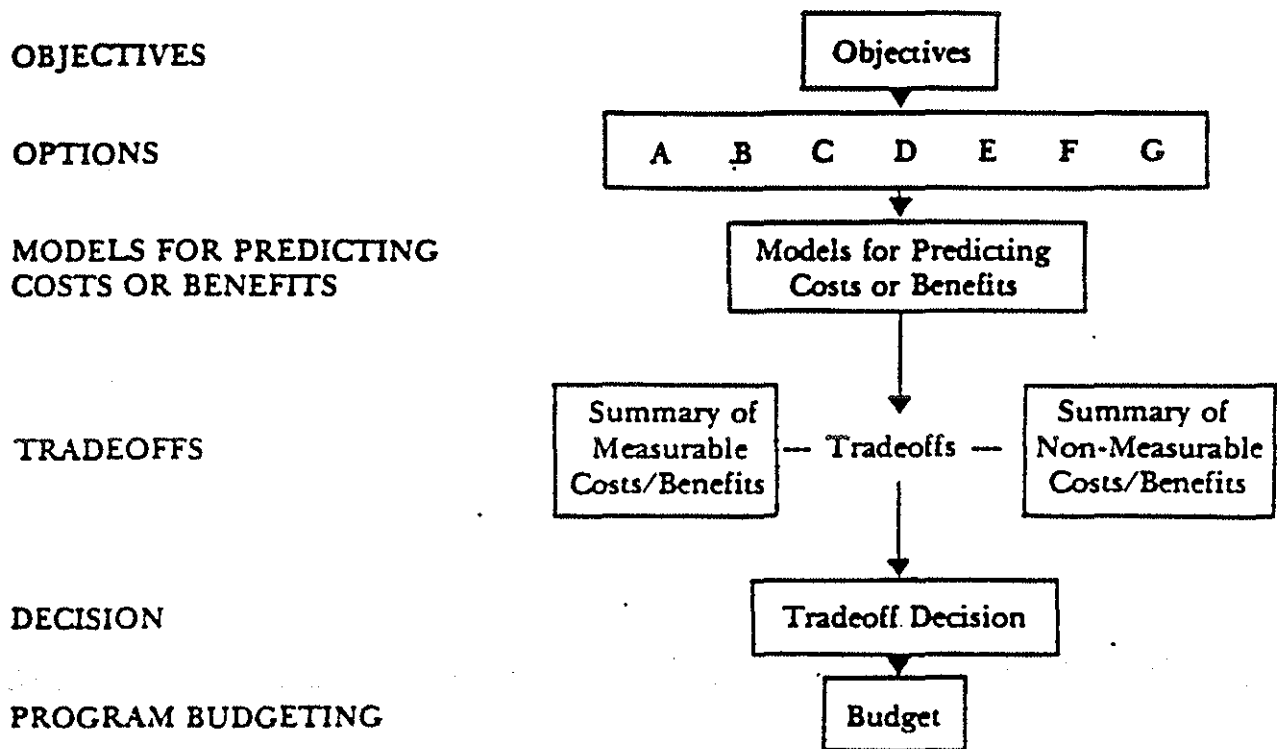 OBJECTIVES
Objectives
OPTIONS
A B C D E F G
MODELS FOR PREDICTING
COSTS OR BENEFITS
Models for Predicting
Costs or Benefits
TRADEOFFS
Summary of
Measurable
Costs/Benefits
Tradeoffs
Summary of
Non-Measurable
Costs/Benefits
DECISION
Tradeoff Decision
PROGRAM BUDGETING
Budget